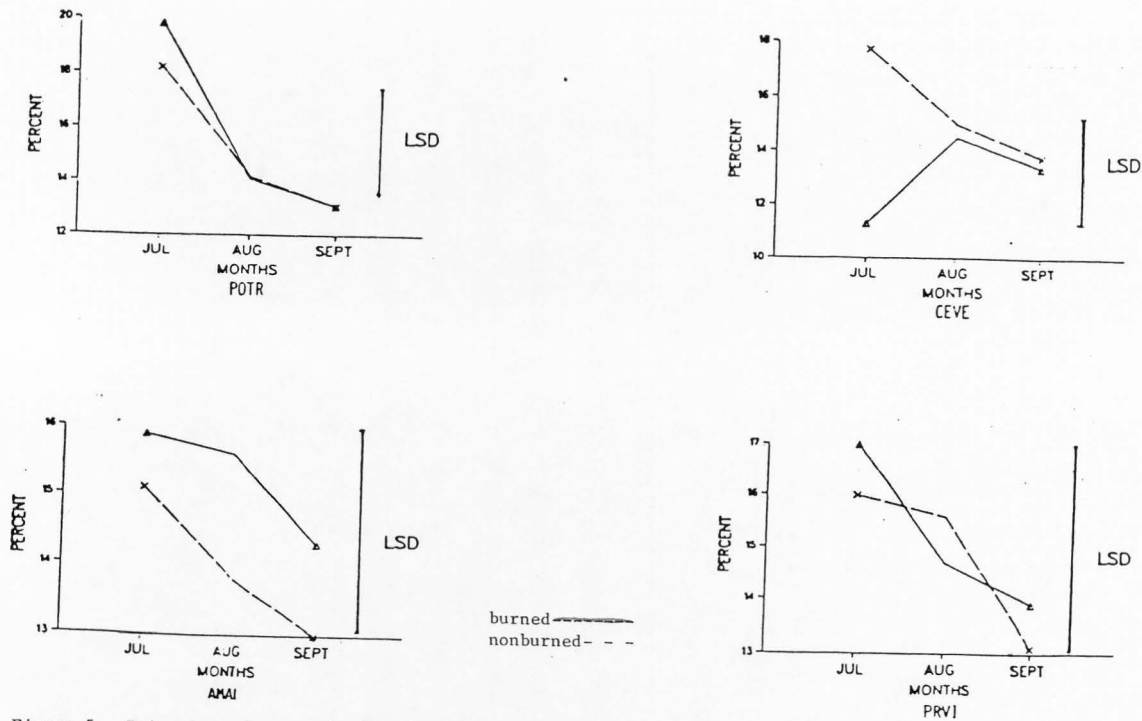 20
18
16
14
12
PERCENT
LSD
JUL AUG SEPT
MONTHS
POTR
18
16
14
12
10
PERCENT
LSD
JUL AUG SEPT
MONTHS
CEVE
16
15
14
13
PERCENT
LSD
JUL AUG SEPT
MONTHS
AMAL
burned
nonburned
17
16
15
14
13
PERCENT
LSD
JUL AUG SEPT
MONTHS
PRVI